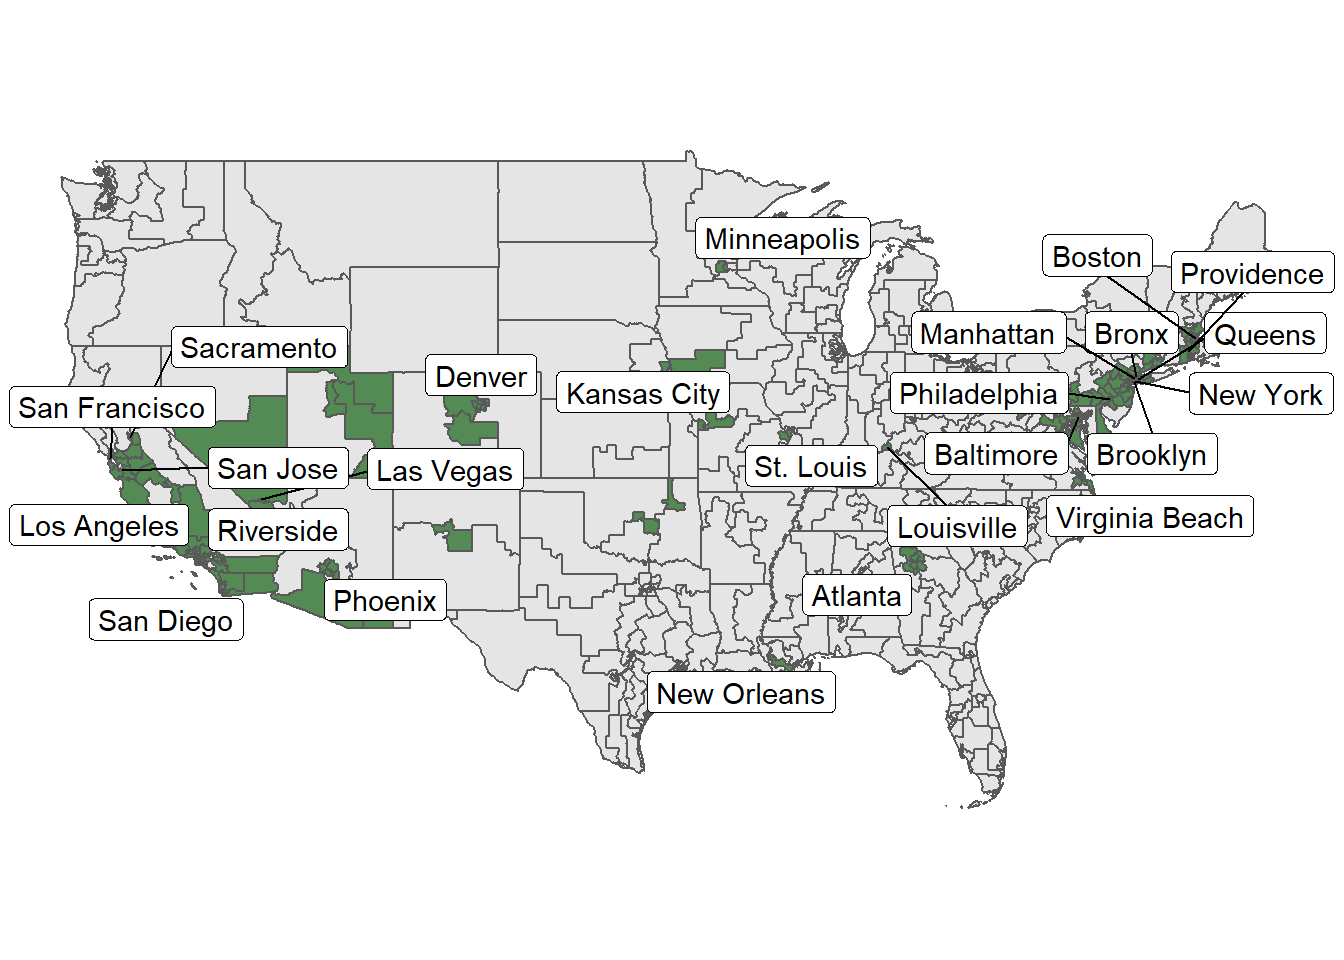 Minneapolis
Boston
Providence
Manhattan
Bronx
Queens
Sacramento
Denver
Kansas City
Philadelphia
New York
San Francisco
San Jose
Las Vegas
St. Louis
Baltimore
Brooklyn
Los Angeles
Riverside
Louisville
Virginia Beach
Phoenix
Atlanta
San Diego
New Orleans